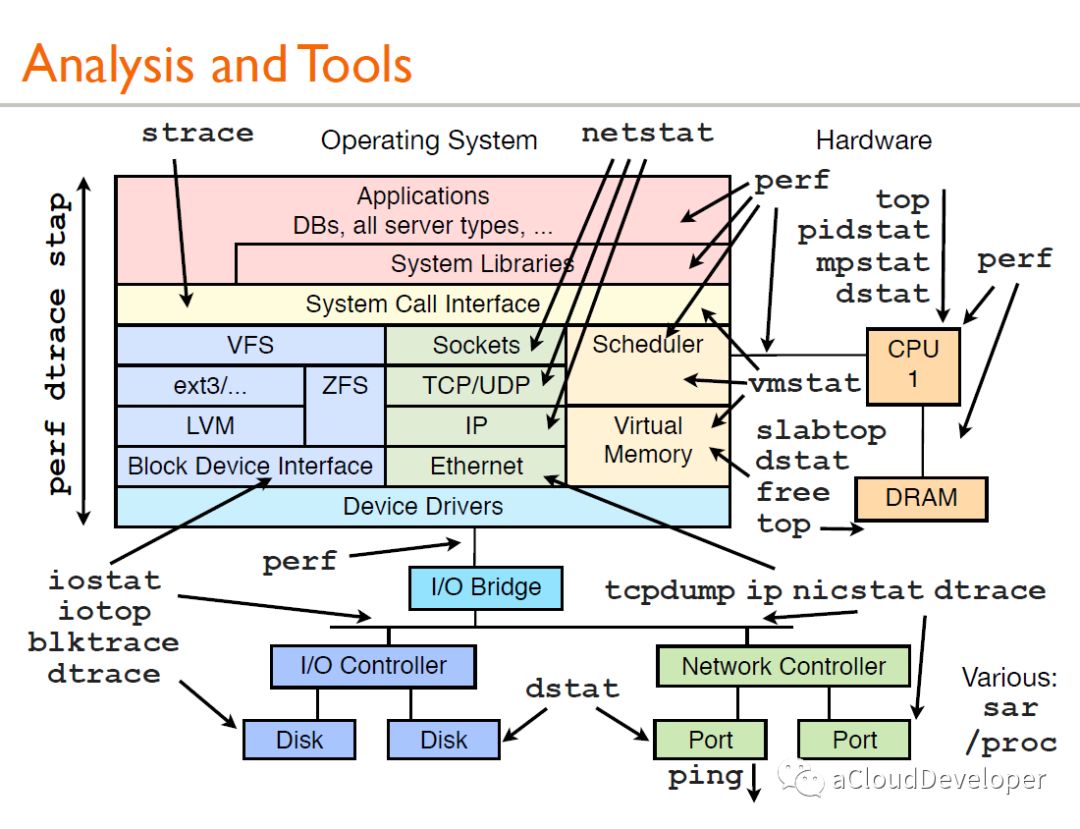 Analysis and Tools
strace
Operating System
netstat
Hardware
perf
Applications
DBs, all server types, ...
System Libraries
System Call Interface
VFS
Sockets
Scheduler
ext3/...
ZFS
TCP/UDP
LVM
IP
Virtual
Memory
Block Device Interface
Ethernet
Device Drivers
perf dtrace stap
top
pidstat
mpstat
dstat
perf
CPU
1
vmstat
slabtop
dstat
free
top
DRAM
perf
I/O Bridge
iostat
iotop
blktrace
dtrace
tcpdump ip nicstat dtrace
I/O Controller
Network Controller
Disk
Disk
dstat
Port
Port
ping
Various:
sar
/proc
aCloudDeveloper